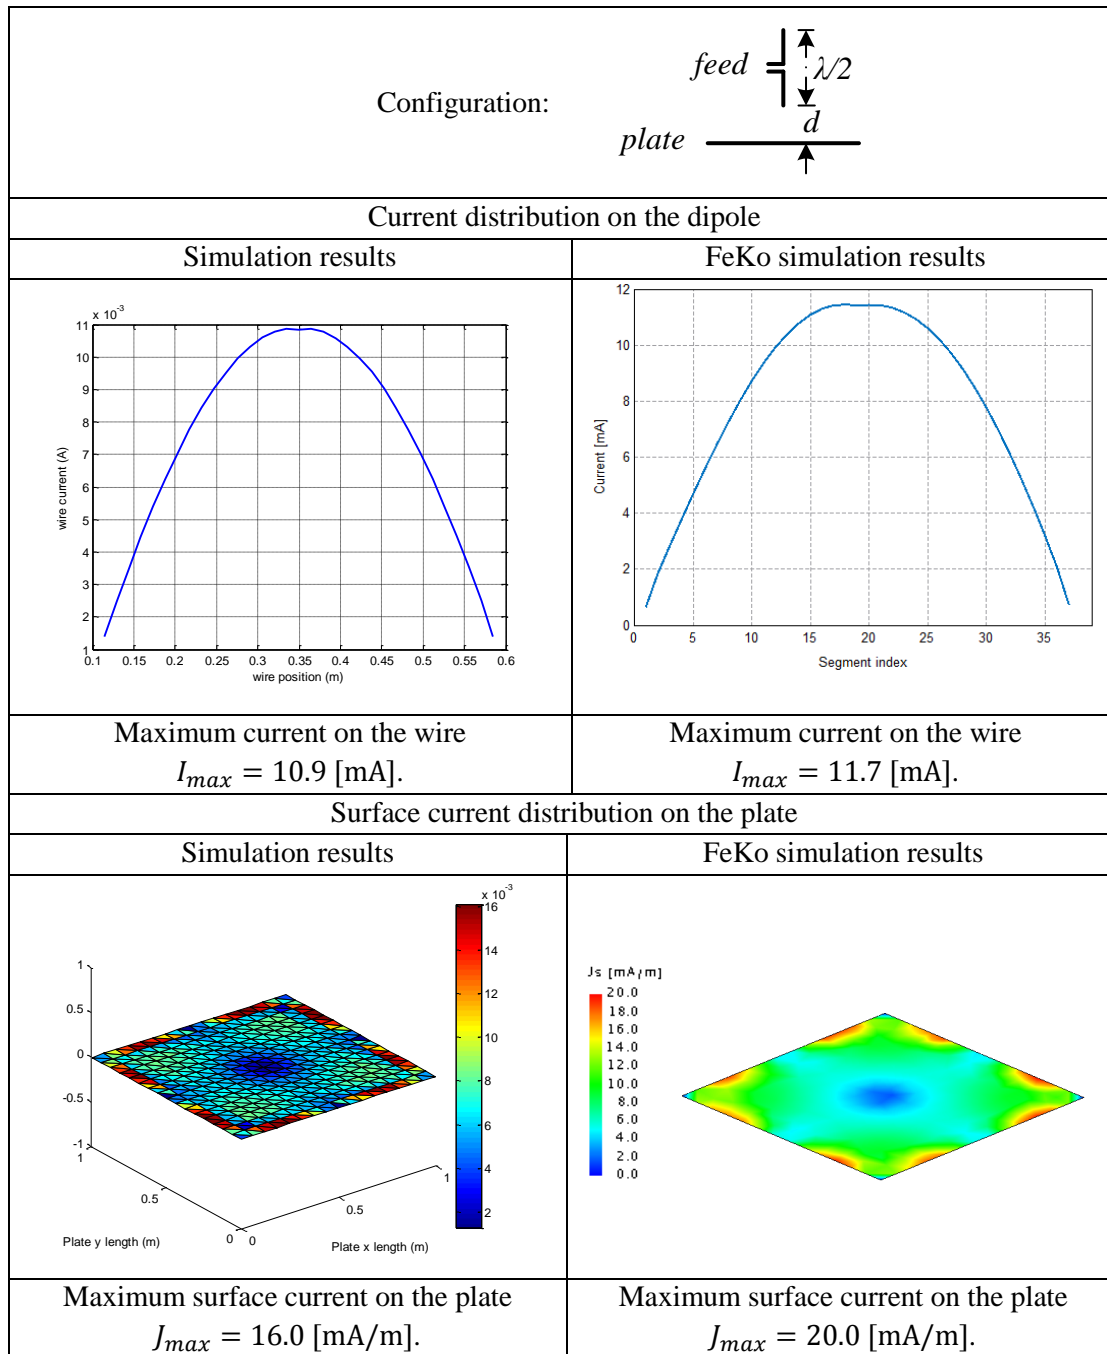 feed
λ/2
Configuration:
d
plate
Current distribution on the dipole
Simulation results
FeKo simulation results
x 10⁻³
11
10
9
8
7
6
5
4
3
2
1
wire current (A)
0.1 0.15 0.2 0.25 0.3 0.35 0.4 0.45 0.5 0.55 0.6
wire position (m)
12
10
8
6
4
2
0
Current [mA]
0 5 10 15 20 25 30 35
Segment index
Maximum current on the wire
I_max = 10.9 [mA].
Maximum current on the wire
I_max = 11.7 [mA].
Surface current distribution on the plate
Simulation results
FeKo simulation results
x 10⁻³
16
14
12
10
8
6
4
2
1
0.5
0
-0.5
-1
1
0.5
0
0
0.5
1
Plate y length (m)
Plate x length (m)
Js [mA/m]
20.0
18.0
16.0
14.0
12.0
10.0
8.0
6.0
4.0
2.0
0.0
Maximum surface current on the plate
J_max = 16.0 [mA/m].
Maximum surface current on the plate
J_max = 20.0 [mA/m].